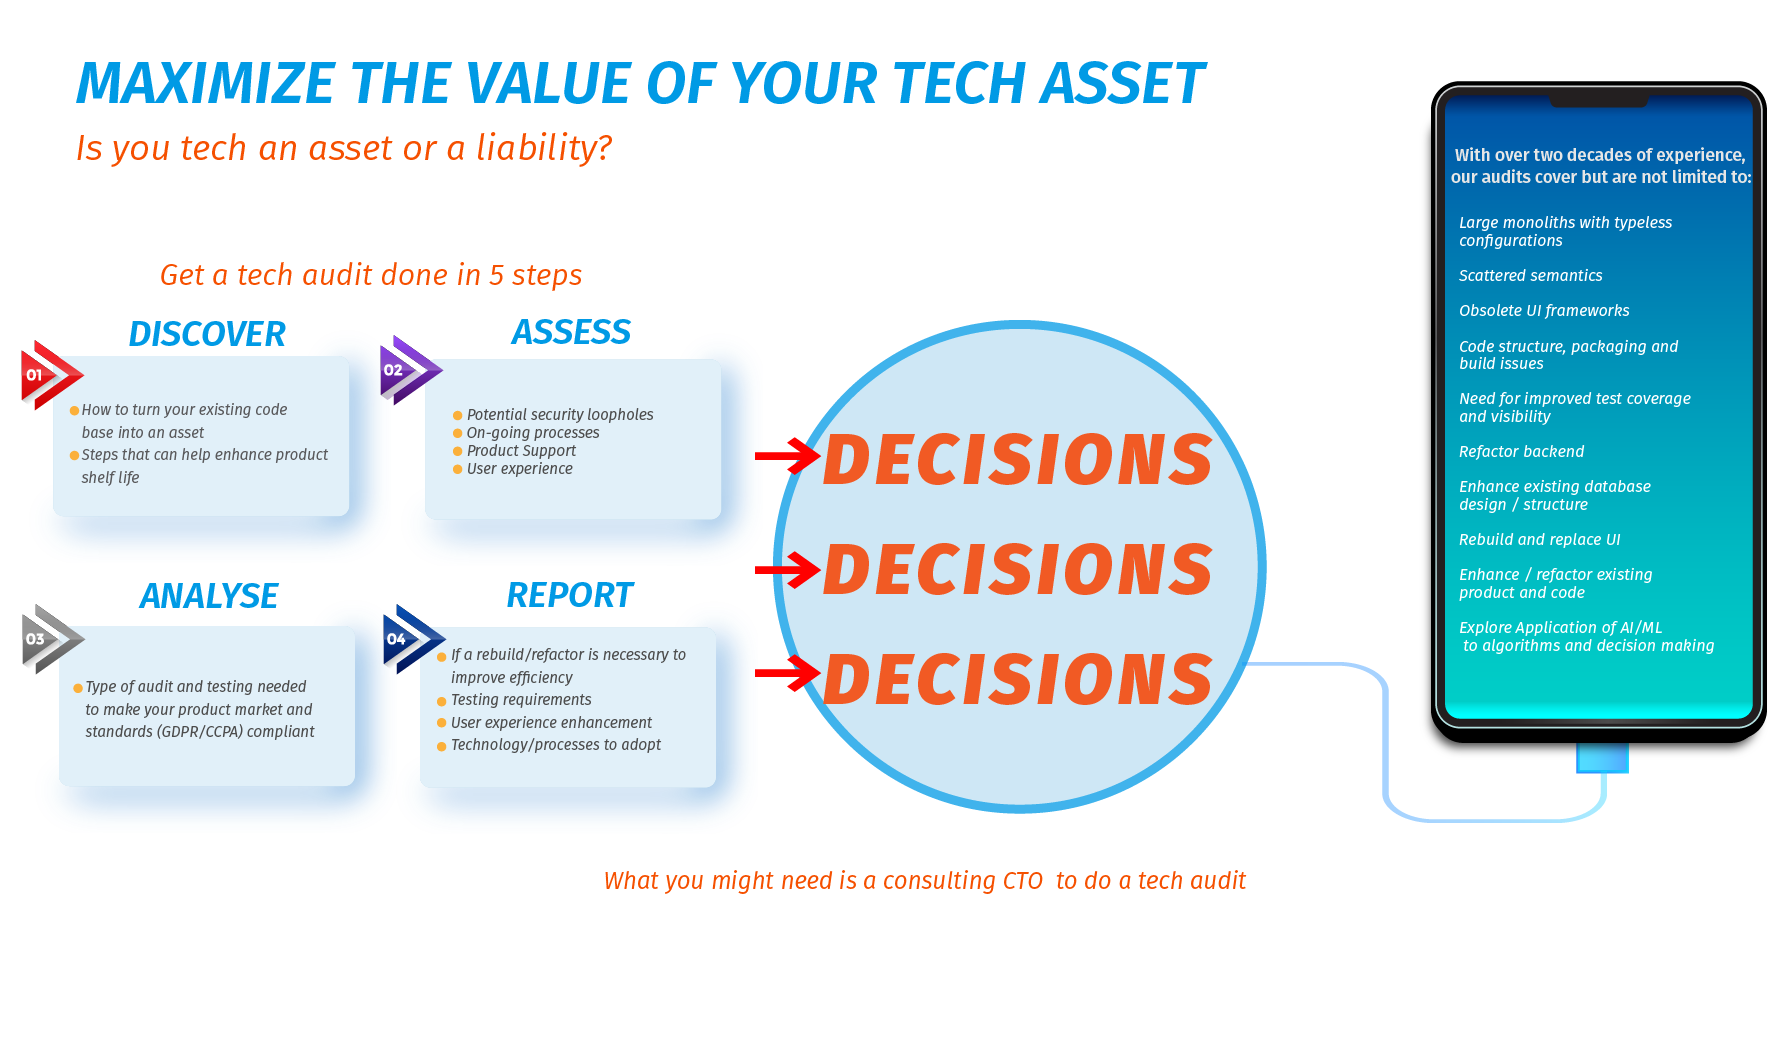 MAXIMIZE THE VALUE OF YOUR TECH ASSET
Is you tech an asset or a liability?
Get a tech audit done in 5 steps
DISCOVER
01
How to turn your existing code
base into an asset
Steps that can help enhance product
shelf life
ASSESS
02
Potential security loopholes
On-going processes
Product Support
User experience
ANALYSE
03
Type of audit and testing needed
to make your product market and
standards (GDPR/CCPA) compliant
REPORT
04
If a rebuild/refactor is necessary to
improve efficiency
Testing requirements
User experience enhancement
Technology/processes to adopt
DECISIONS
DECISIONS
DECISIONS
With over two decades of experience,
our audits cover but are not limited to:
Large monoliths with typeless
configurations
Scattered semantics
Obsolete UI frameworks
Code structure, packaging and
build issues
Need for improved test coverage
and visibility
Refactor backend
Enhance existing database
design / structure
Rebuild and replace UI
Enhance / refactor existing
product and code
Explore Application of AI/ML
to algorithms and decision making
What you might need is a consulting CTO  to do a tech audit